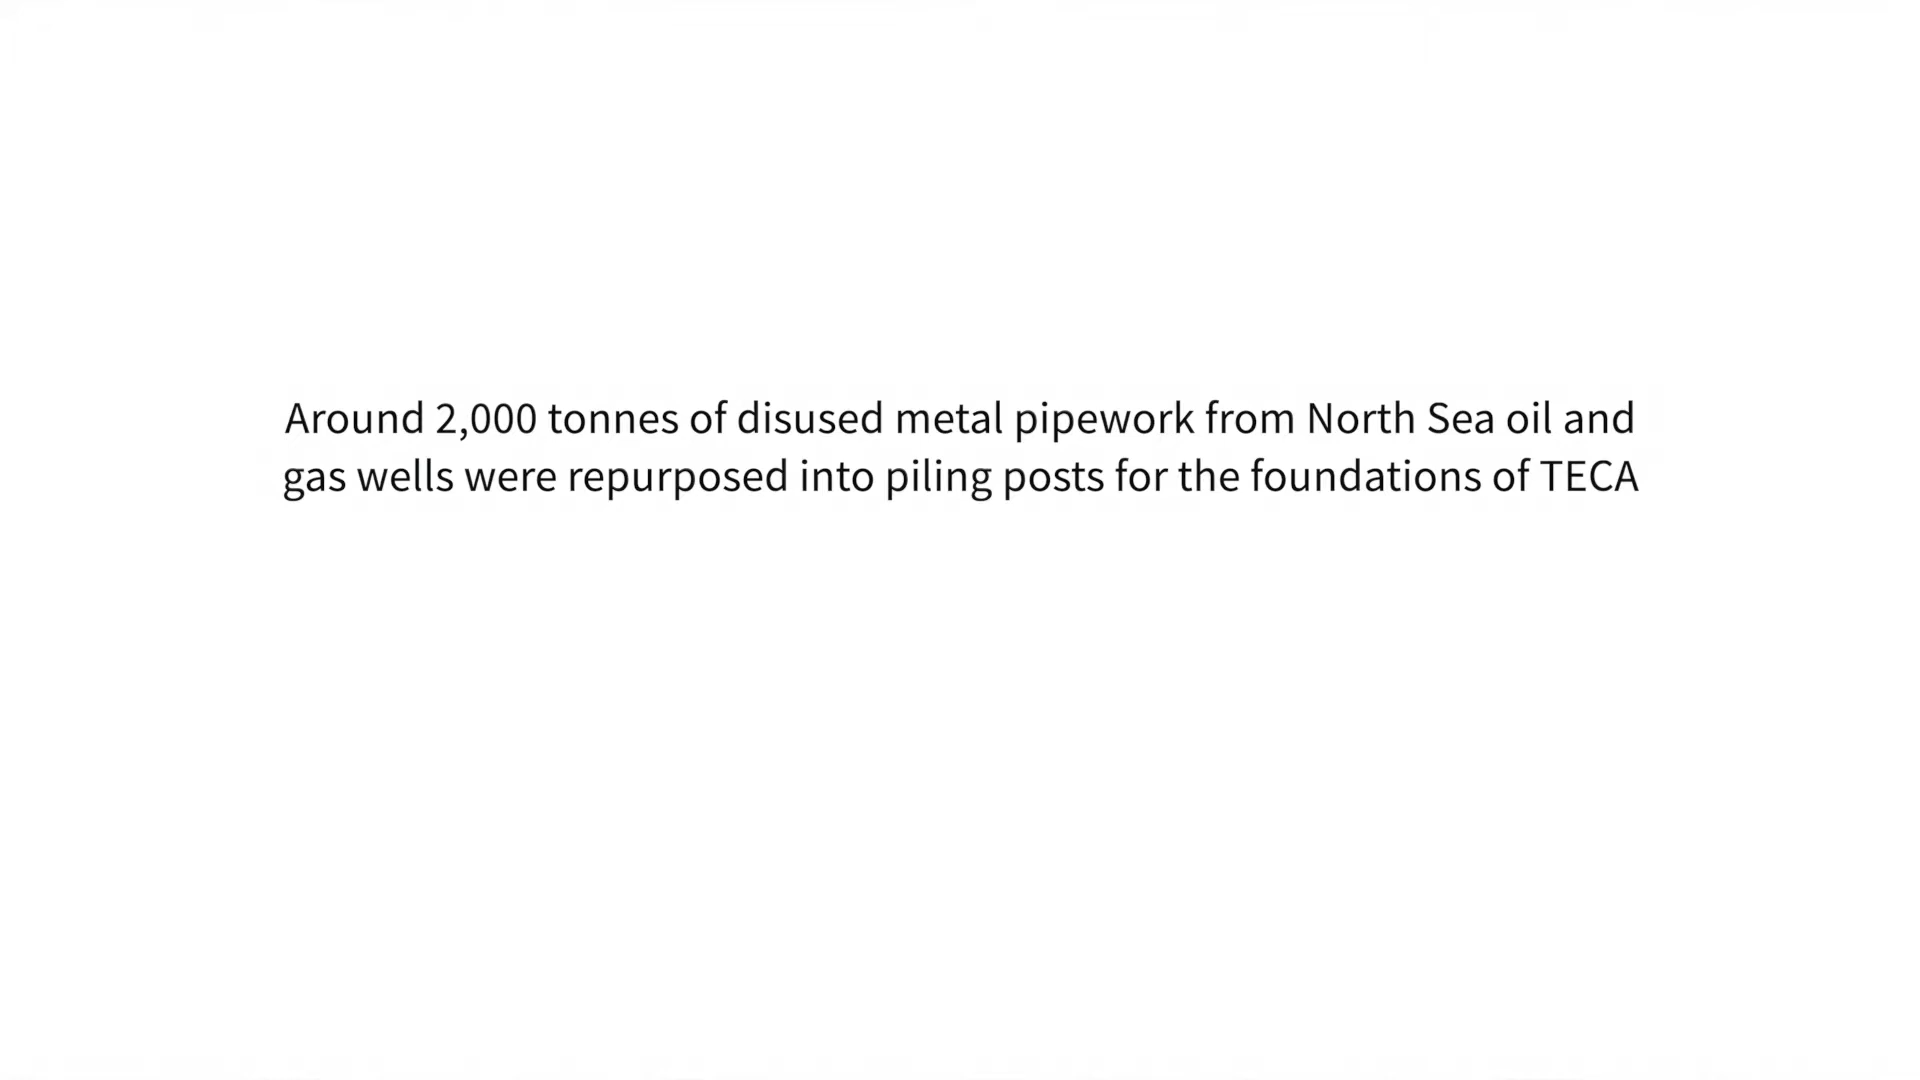 Around 2,000 tonnes of disused metal pipework from North Sea oil and
gas wells were repurposed into piling posts for the foundations of TECA